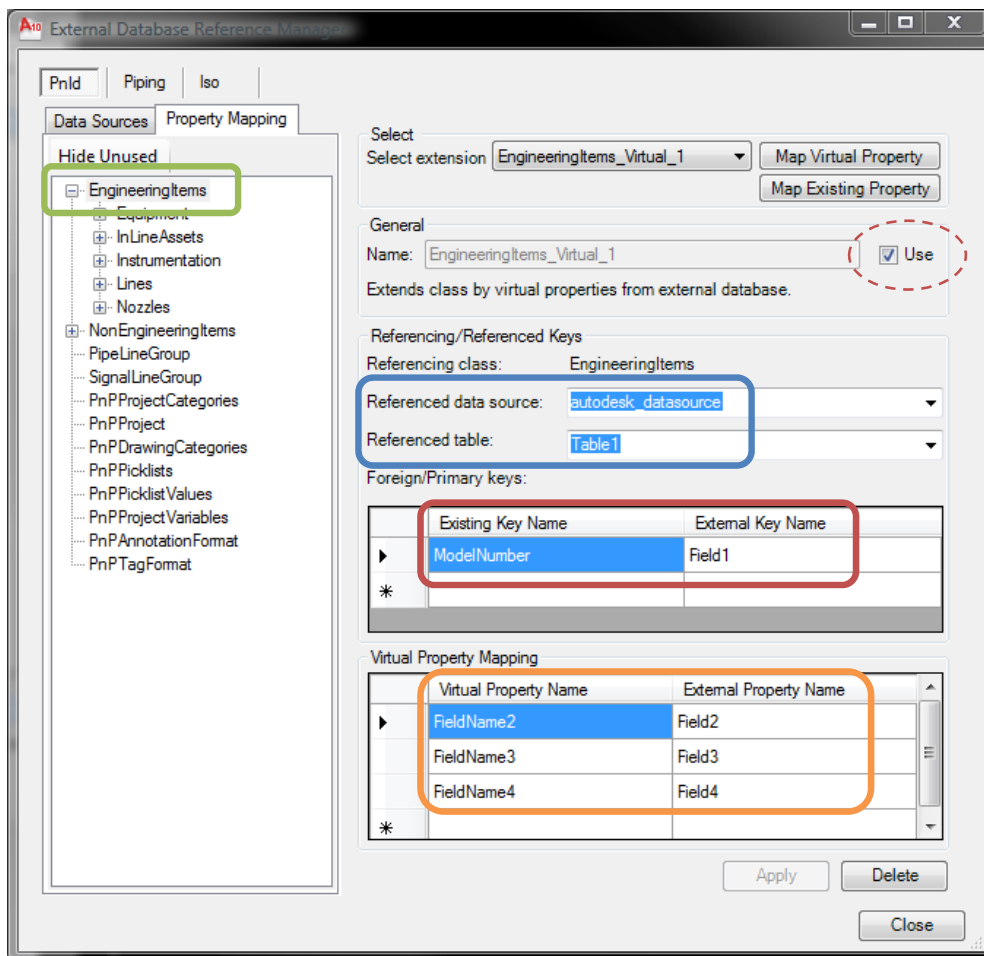 A10 External Database Reference Manager
PnId Piping Iso
Data Sources Property Mapping
Hide Unused
EngineeringItems
Equipment
InLineAssets
Instrumentation
Lines
Nozzles
NonEngineeringItems
PipeLineGroup
SignalLineGroup
PnPProjectCategories
PnPProject
PnPDrawingCategories
PnPPicklists
PnPPicklistValues
PnPProjectVariables
PnPAnnotationFormat
PnPTagFormat
Select
Select extension EngineeringItems_Virtual_1 Map Virtual Property
Map Existing Property
General
Name: EngineeringItems_Virtual_1 Use
Extends class by virtual properties from external database.
Referencing/Referenced Keys
Referencing class: EngineeringItems
Referenced data source: autodesk_datasource
Referenced table: Table1
Foreign/Primary keys:
Existing Key Name External Key Name
ModelNumber Field1
Virtual Property Mapping
Virtual Property Name External Property Name
FieldName2 Field2
FieldName3 Field3
FieldName4 Field4
Apply Delete
Close